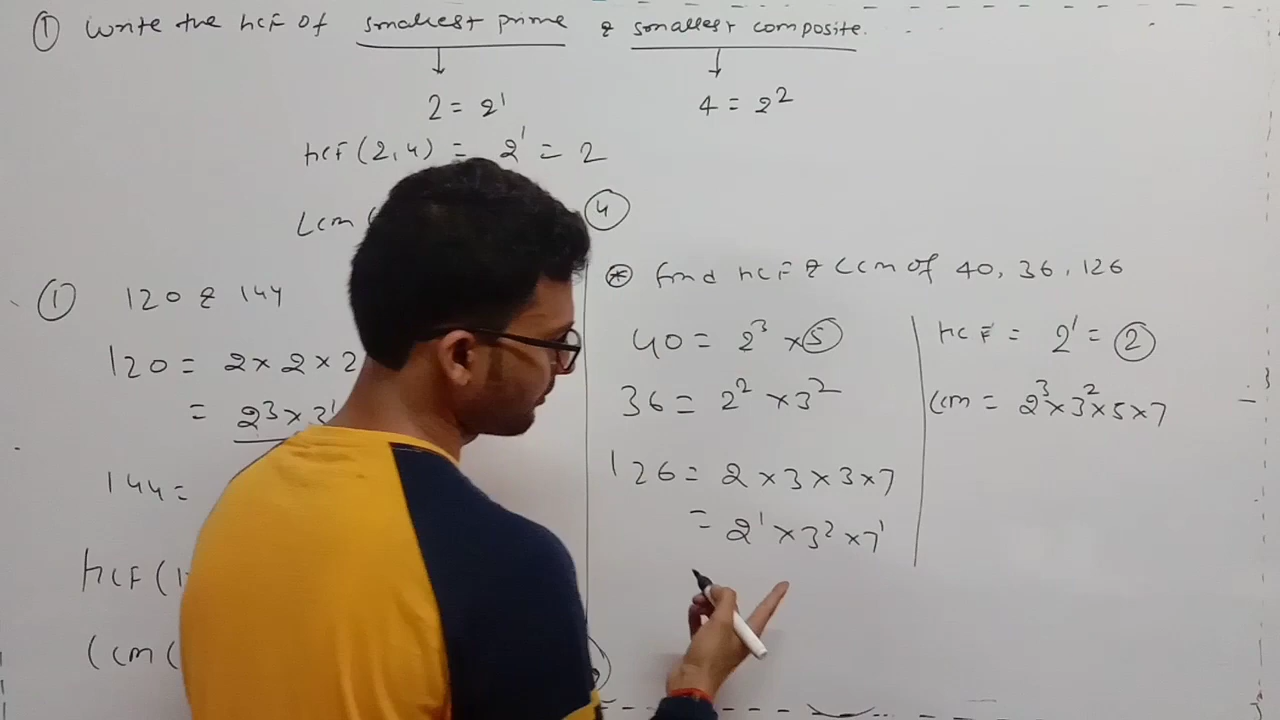 ① Write the HCF Of smallest prime & smallest composite.
2 = 2¹
4 = 2²
HCF (2, 4) = 2¹ = 2
LCM (
4
① 120 & 144
120 = 2 × 2 × 2
= 2³ × 3¹
144 =
HCF (1
LCM (
* Find HCF & LCM Of 40, 36, 126
40 = 2³ × 5
36 = 2² × 3²
126 = 2 × 3 × 3 × 7
= 2¹ × 3² × 7¹
HCF = 2¹ = 2
LCM = 2³ × 3² × 5 × 7